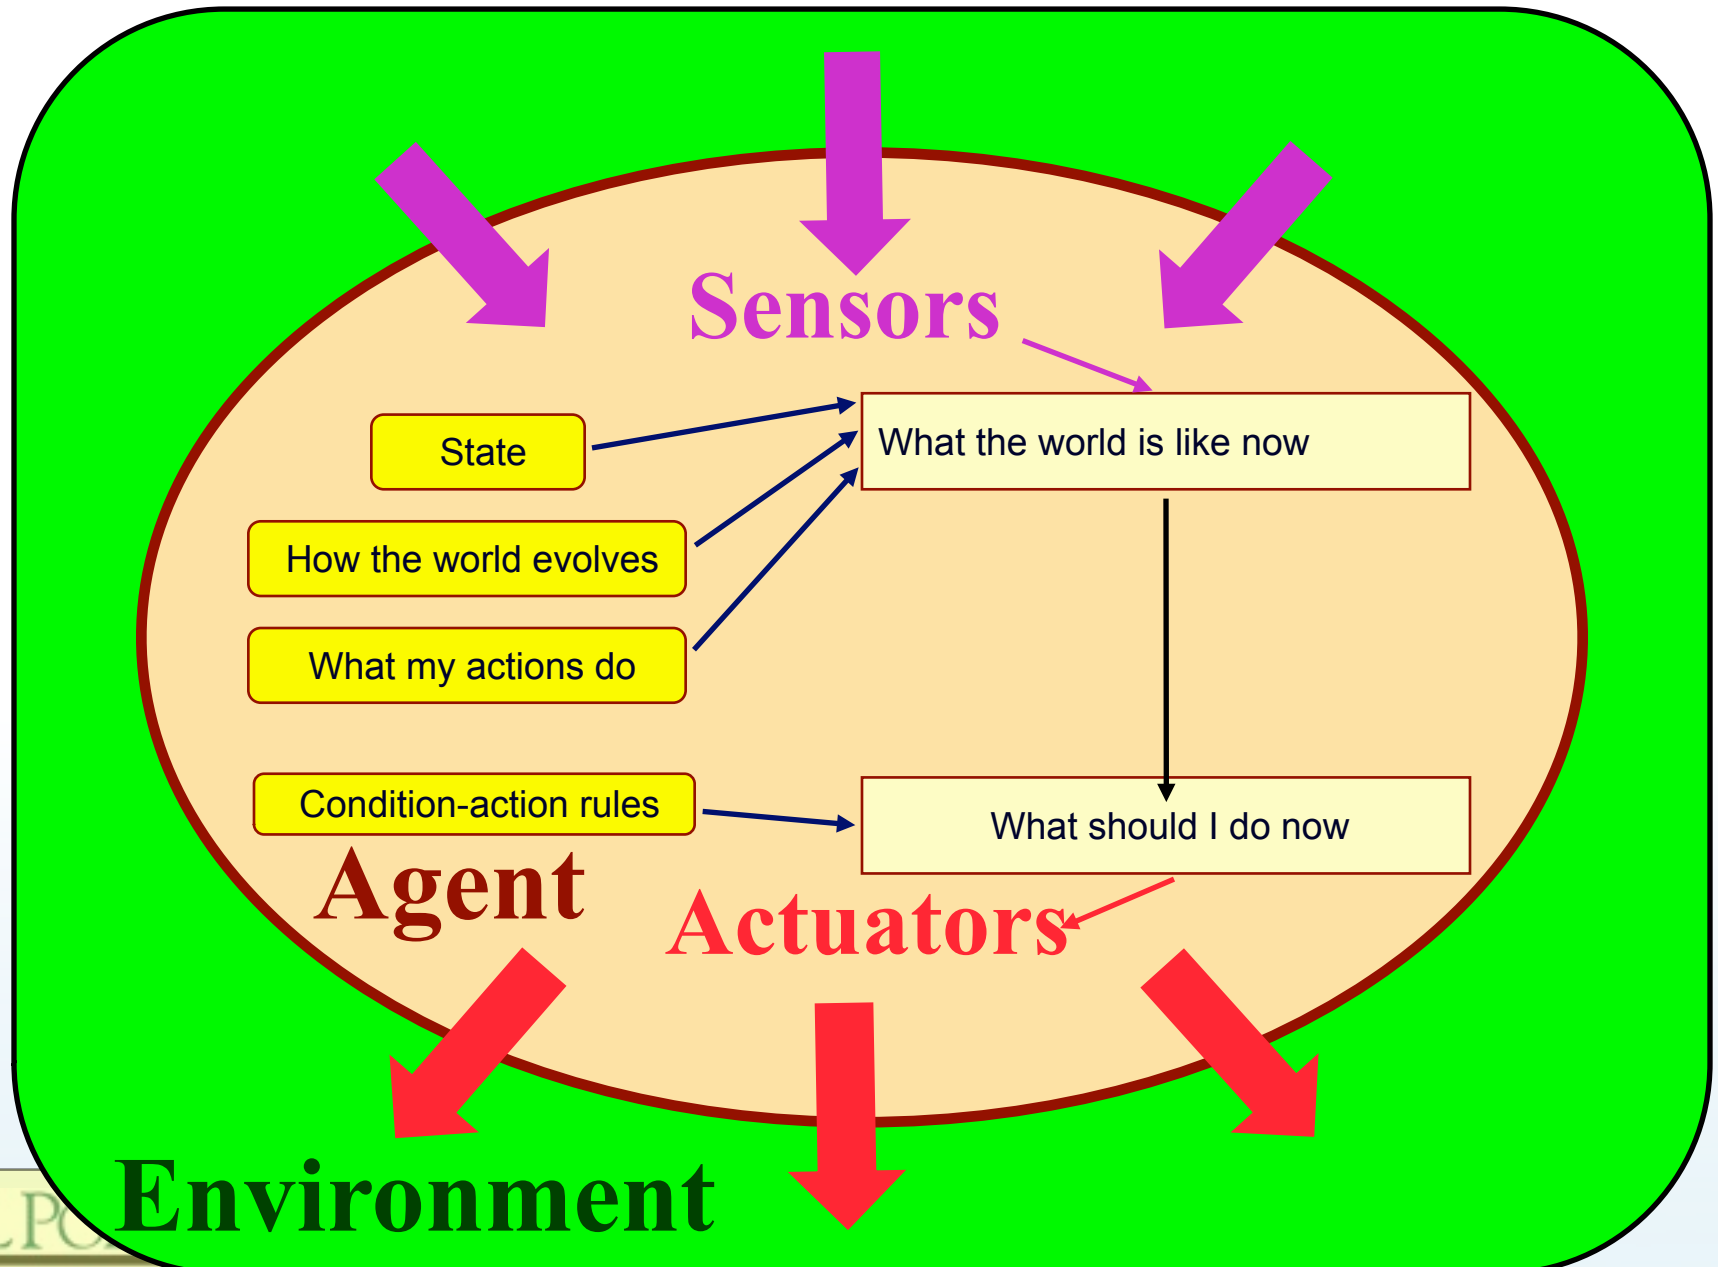 Sensors
State
What the world is like now
How the world evolves
What my actions do
Condition-action rules
What should I do now
Agent
Actuators
Environment